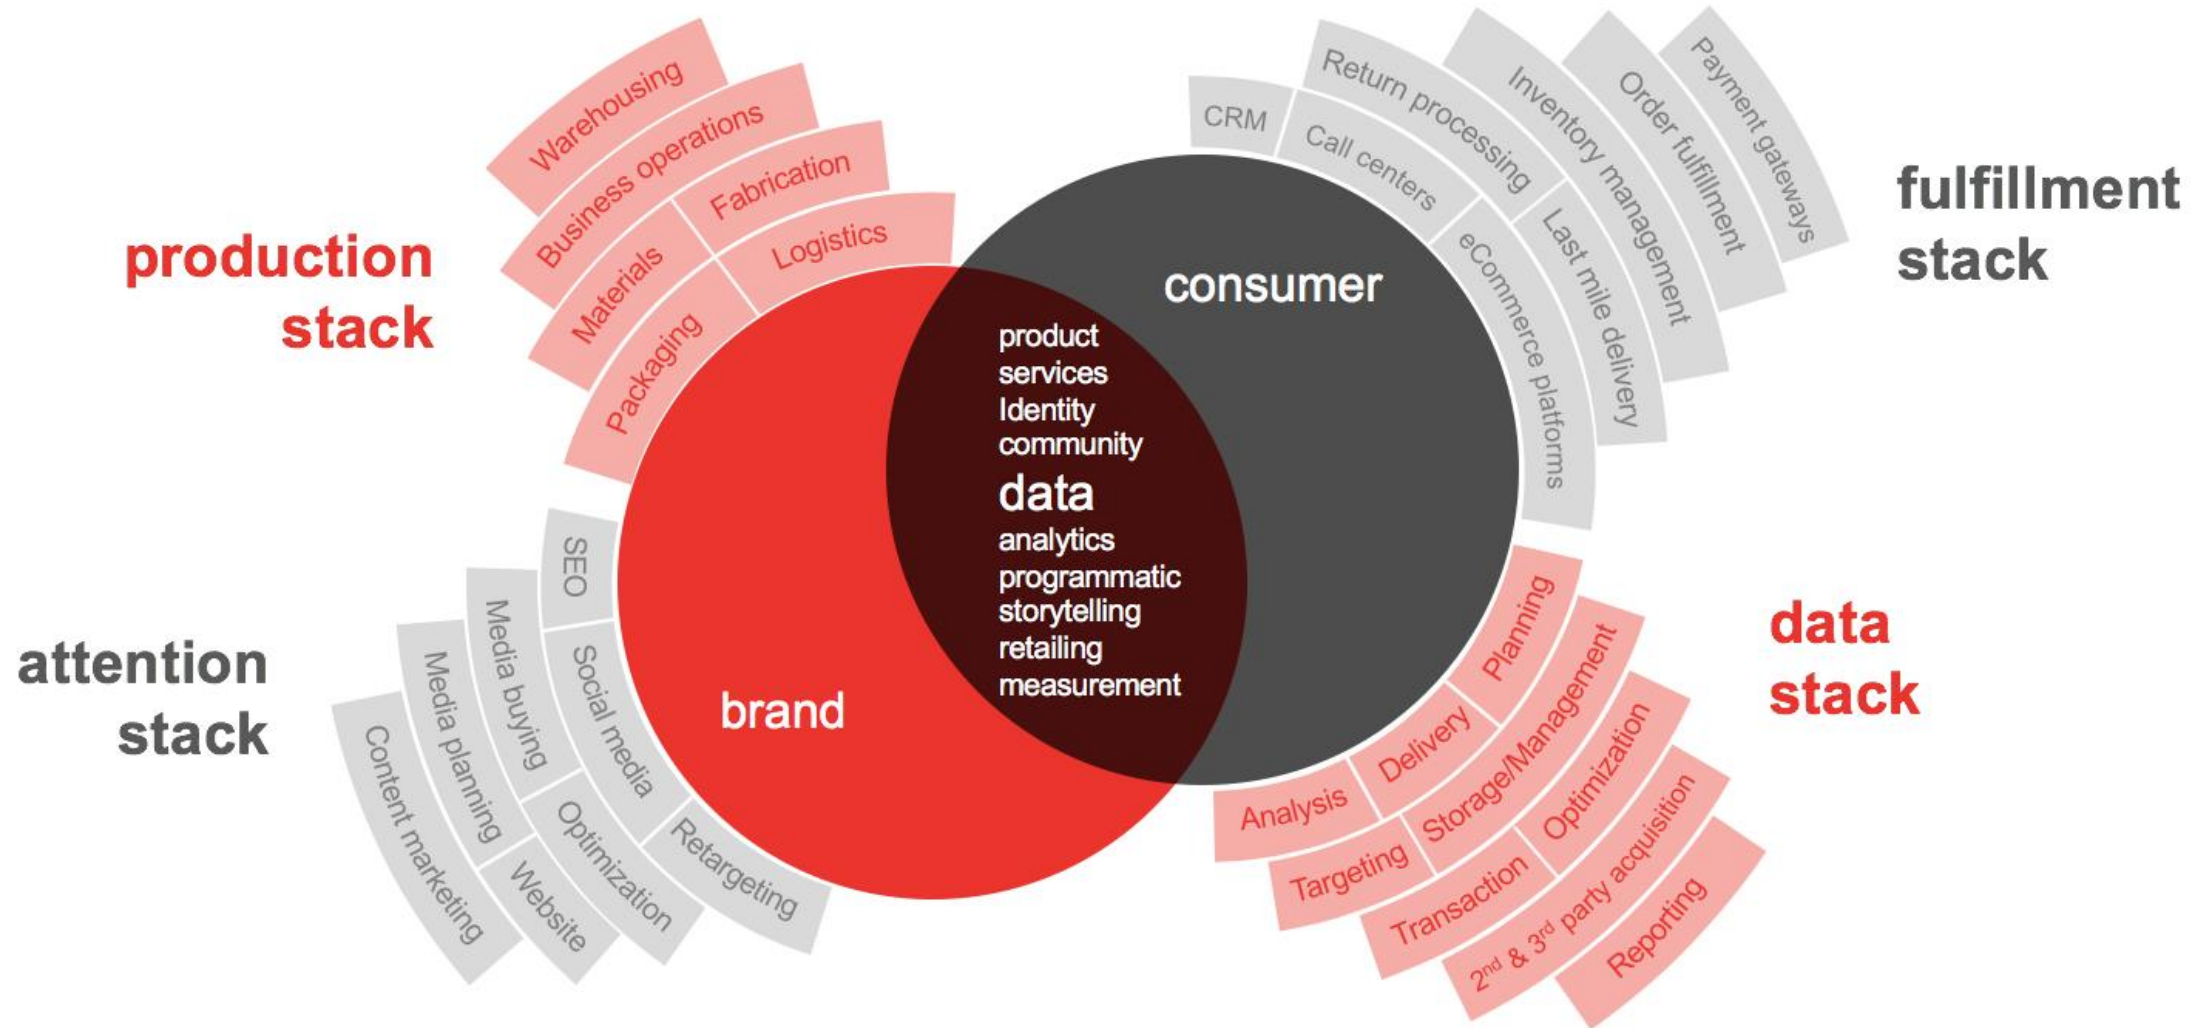 production
stack
Warehousing
Business operations
Fabrication
Materials
Logistics
Packaging
attention
stack
SEO
Social media
Retargeting
Media buying
Optimization
Media planning
Website
Content marketing
brand
consumer
product
services
Identity
community
data
analytics
programmatic
storytelling
retailing
measurement
fulfillment
stack
CRM
Call centers
eCommerce platforms
Return processing
Last mile delivery
Inventory management
Order fulfillment
Payment gateways
data
stack
Planning
Delivery
Analysis
Storage/Management
Targeting
Optimization
Transaction
2nd & 3rd party acquisition
Reporting